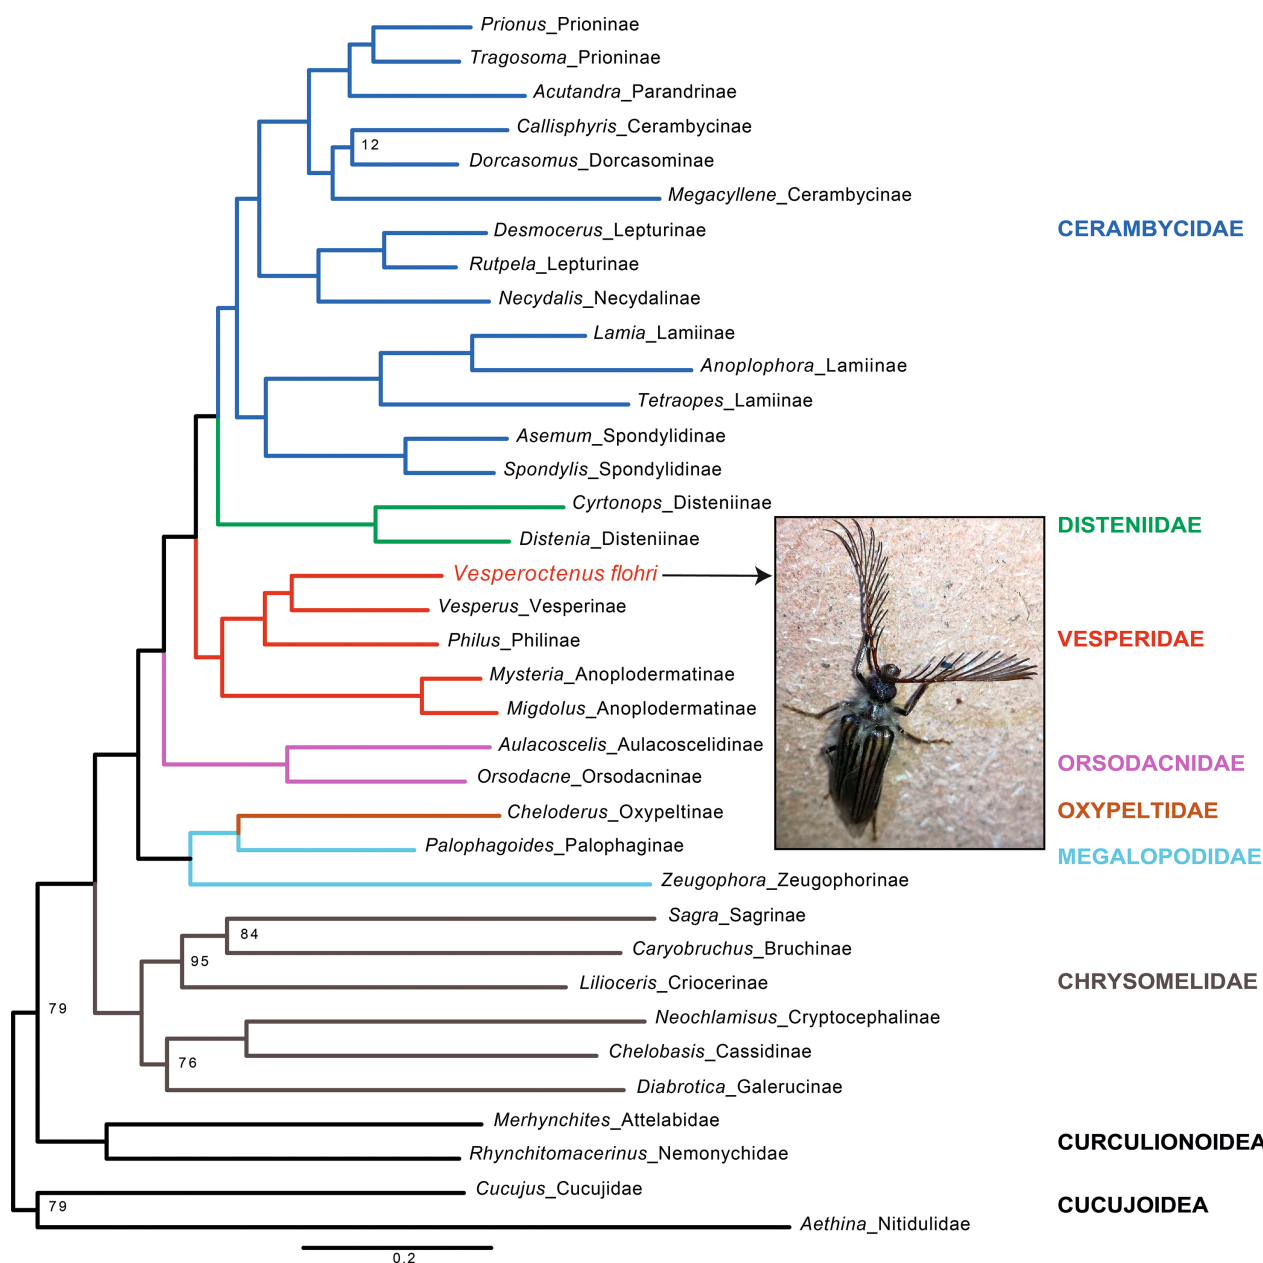 Prionus_Prioninae
Tragosoma_Prioninae
Acutandra_Parandrinae
Callisphyris_Cerambycinae
12
Dorcasomus_Dorcasominae
Megacyllene_Cerambycinae
Desmocerus_Lepturinae
CERAMBYCIDAE
Rutpela_Lepturinae
Necydalis_Necydalinae
Lamia_Lamiinae
Anoplophora_Lamiinae
Tetraopes_Lamiinae
Asemum_Spondylidinae
Spondylis_Spondylidinae
Cyrtonops_Disteniinae
DISTENIIDAE
Distenia_Disteniinae
Vesperoctenus flohri
Vesperus_Vesperinae
Philus_Philinae
VESPERIDAE
Mysteria_Anoplodermatinae
Migdolus_Anoplodermatinae
Aulacoscelis_Aulacoscelidinae
ORSODACNIDAE
Orsodacne_Orsodacninae
Cheloderus_Oxypeltinae
OXYPELTIDAE
Palophagoides_Palophaginae
MEGALOPODIDAE
Zeugophora_Zeugophorinae
Sagra_Sagrinae
84
Caryobruchus_Bruchinae
95
Lilioceris_Criocerinae
CHRYSOMELIDAE
79
Neochlamisus_Cryptocephalinae
Chelobasis_Cassidinae
76
Diabrotica_Galerucinae
Merhynchites_Attelabidae
CURCULIONOIDEA
Rhynchitomacerinus_Nemonychidae
Cucujus_Cucujidae
79
CUCUJOIDEA
Aethina_Nitidulidae
0.2